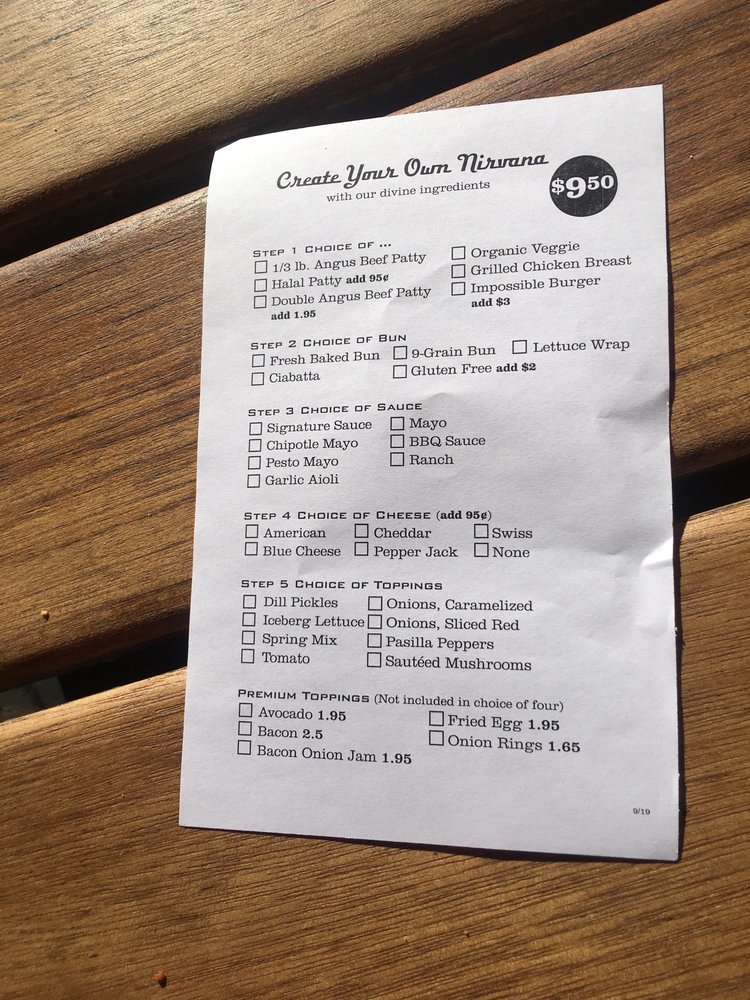 Create Your Own Nirvana
with our divine ingredients
$9.50
STEP 1 CHOICE OF ...
1/3 lb. Angus Beef Patty
Halal Patty add 95¢
Double Angus Beef Patty
add 1.95
Organic Veggie
Grilled Chicken Breast
Impossible Burger
add $3
STEP 2 CHOICE OF BUN
Fresh Baked Bun 9-Grain Bun Lettuce Wrap
Ciabatta Gluten Free add $2
STEP 3 CHOICE OF SAUCE
Signature Sauce Mayo
Chipotle Mayo BBQ Sauce
Pesto Mayo Ranch
Garlic Aioli
STEP 4 CHOICE OF CHEESE (add 95¢)
American Cheddar Swiss
Blue Cheese Pepper Jack None
STEP 5 CHOICE OF TOPPINGS
Dill Pickles Onions, Caramelized
Iceberg Lettuce Onions, Sliced Red
Spring Mix Pasilla Peppers
Tomato Sautéed Mushrooms
PREMIUM TOPPINGS (Not included in choice of four)
Avocado 1.95 Fried Egg 1.95
Bacon 2.5 Onion Rings 1.65
Bacon Onion Jam 1.95
9/19